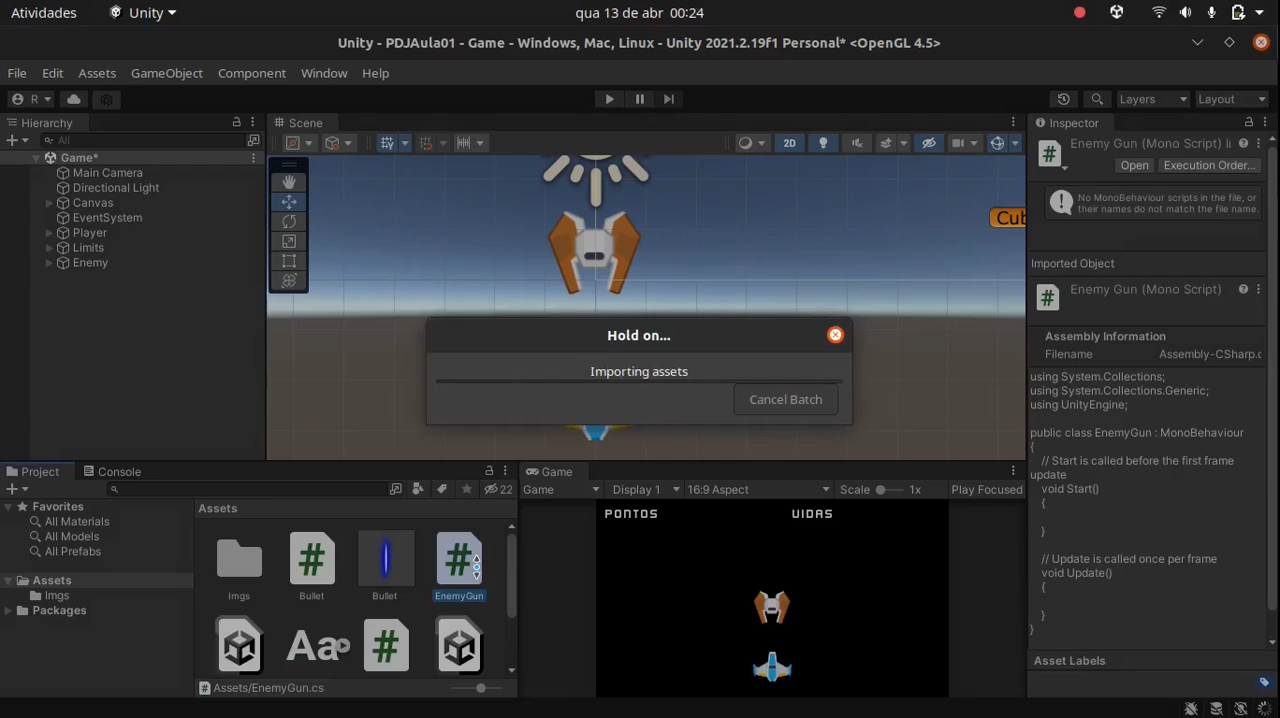 Atividades
Unity
qua 13 de abr 00:24
Unity - PDJAula01 - Game - Windows, Mac, Linux - Unity 2021.2.19f1 Personal* <OpenGL 4.5>
File Edit Assets GameObject Component Window Help
R
Layers
Layout
Hierarchy
All
Game*
Main Camera
Directional Light
Canvas
EventSystem
Player
Limits
Enemy
Scene
2D
Cub
Inspector
Enemy Gun (Mono Script) I
Open
Execution Order...
No MonoBehaviour scripts in the file, or
their names do not match the file name.
Imported Object
Enemy Gun (Mono Script)
Assembly Information
Filename
Assembly-CSharp.
using System.Collections;
using System.Collections.Generic;
using UnityEngine;
public class EnemyGun : MonoBehaviour
{
// Start is called before the first frame
update
void Start()
{
}
// Update is called once per frame
void Update()
{
}
}
Asset Labels
Hold on...
Importing assets
Cancel Batch
Project
Console
22
Favorites
All Materials
All Models
All Prefabs
Assets
Imgs
Packages
Assets
Imgs
Bullet
Bullet
EnemyGun
Aa
Assets/EnemyGun.cs
Game
Game
Display 1
16:9 Aspect
Scale
1x
Play Focused
PONTOS
VIDAS